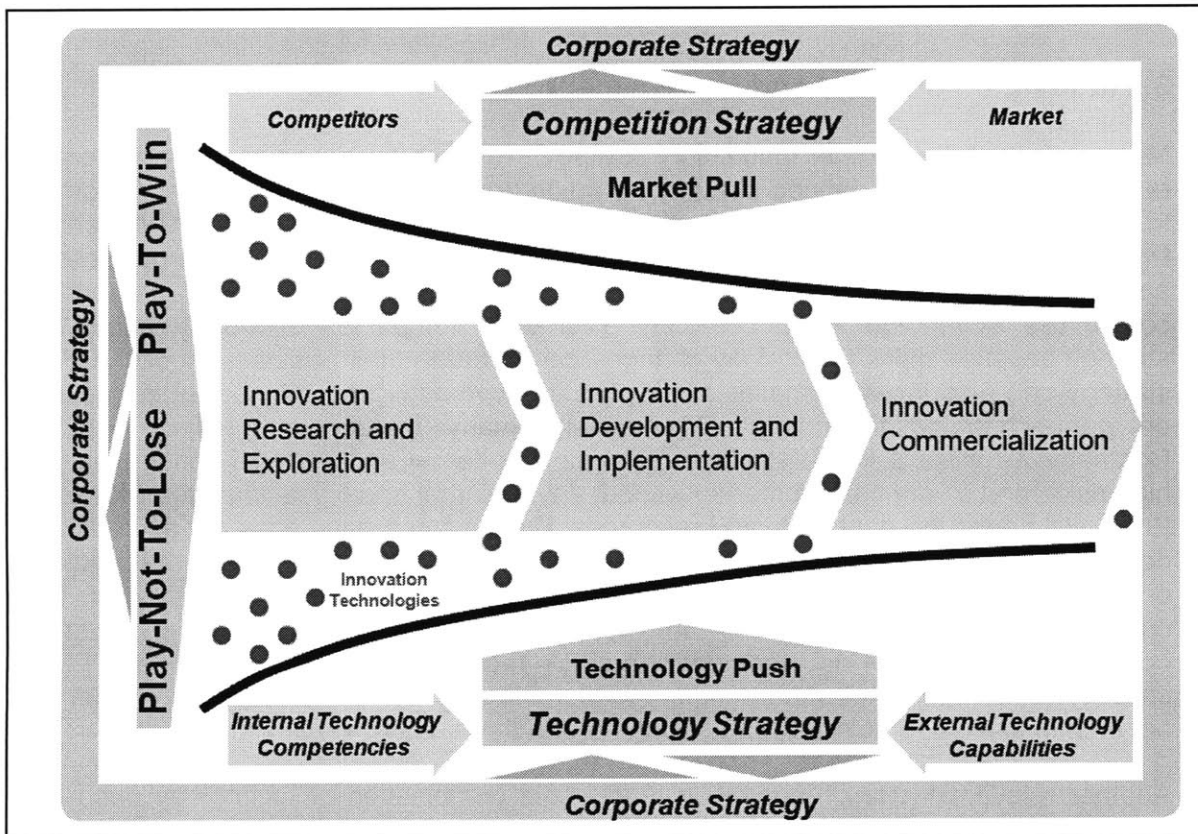 Corporate Strategy
Competitors
Competition Strategy
Market
Market Pull
Corporate Strategy
Play-Not-To-Lose Play-To-Win
Innovation
Research and
Exploration
Innovation
Development and
Implementation
Innovation
Commercialization
Innovation
Technologies
Technology Push
Internal Technology
Competencies
Technology Strategy
External Technology
Capabilities
Corporate Strategy